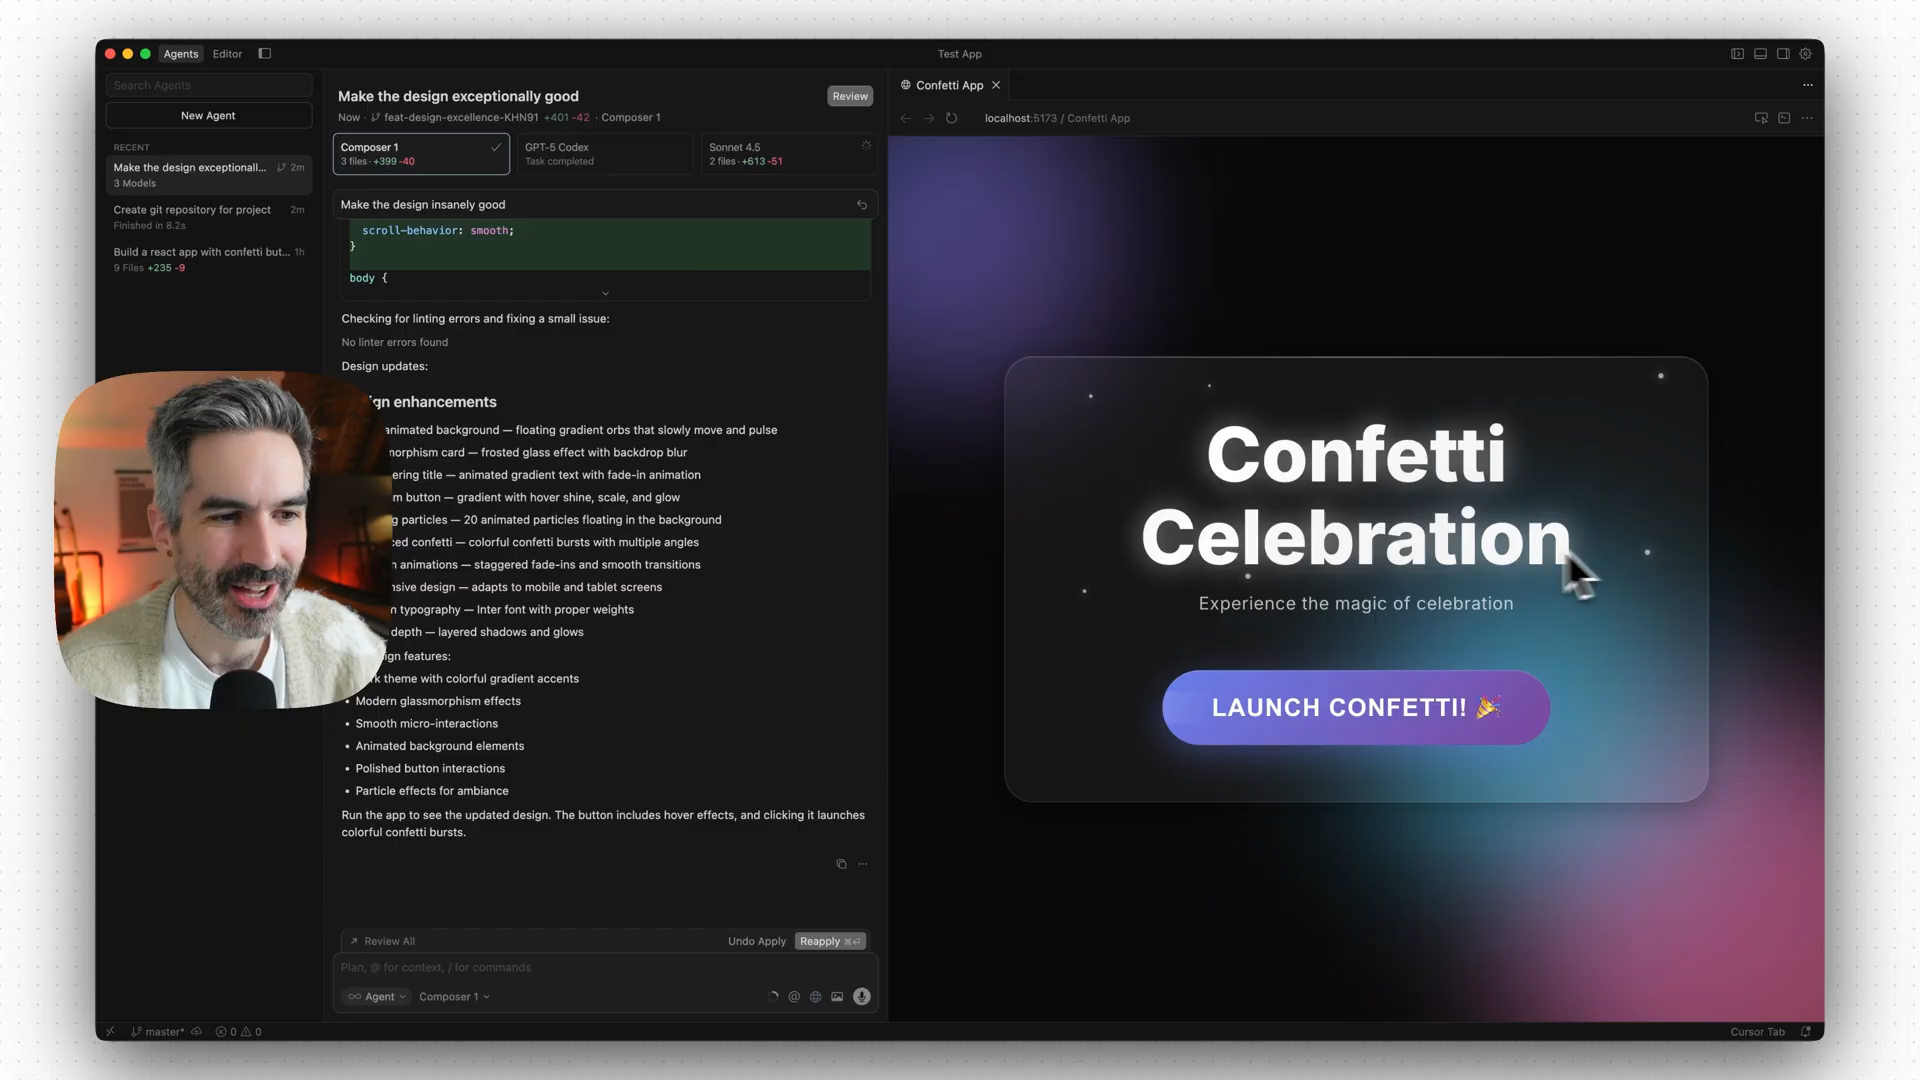 Agents
Editor
Test App
Search Agents
New Agent
RECENT
Make the design exceptionall... 2m
3 Models
Create git repository for project 2m
Finished in 8.2s
Build a react app with confetti but... 1h
9 Files +235 -9
Make the design exceptionally good
Review
Now · feat-design-excellence-KHN91 +401 -42 · Composer 1
Composer 1
3 files · +399 -40
GPT-5 Codex
Task completed
Sonnet 4.5
2 files · +613 -51
Make the design insanely good
scroll-behavior: smooth;
}
body {
Checking for linting errors and fixing a small issue:
No linter errors found
Design updates:
enhancements
animated background — floating gradient orbs that slowly move and pulse
card — frosted glass effect with backdrop blur
title — animated gradient text with fade-in animation
button — gradient with hover shine, scale, and glow
particles — 20 animated particles floating in the background
confetti — colorful confetti bursts with multiple angles
animations — staggered fade-ins and smooth transitions
design — adapts to mobile and tablet screens
typography — Inter font with proper weights
depth — layered shadows and glows
features:
theme with colorful gradient accents
• Modern glassmorphism effects
• Smooth micro-interactions
• Animated background elements
• Polished button interactions
• Particle effects for ambiance
Run the app to see the updated design. The button includes hover effects, and clicking it launches
colorful confetti bursts.
Review All
Undo Apply
Reapply ⌘⏎
Plan, @ for context, / for commands
Agent
Composer 1
master*
0
0
Cursor Tab
Confetti App
localhost:5173 / Confetti App
Confetti
Celebration
Experience the magic of celebration
LAUNCH CONFETTI! 🎉